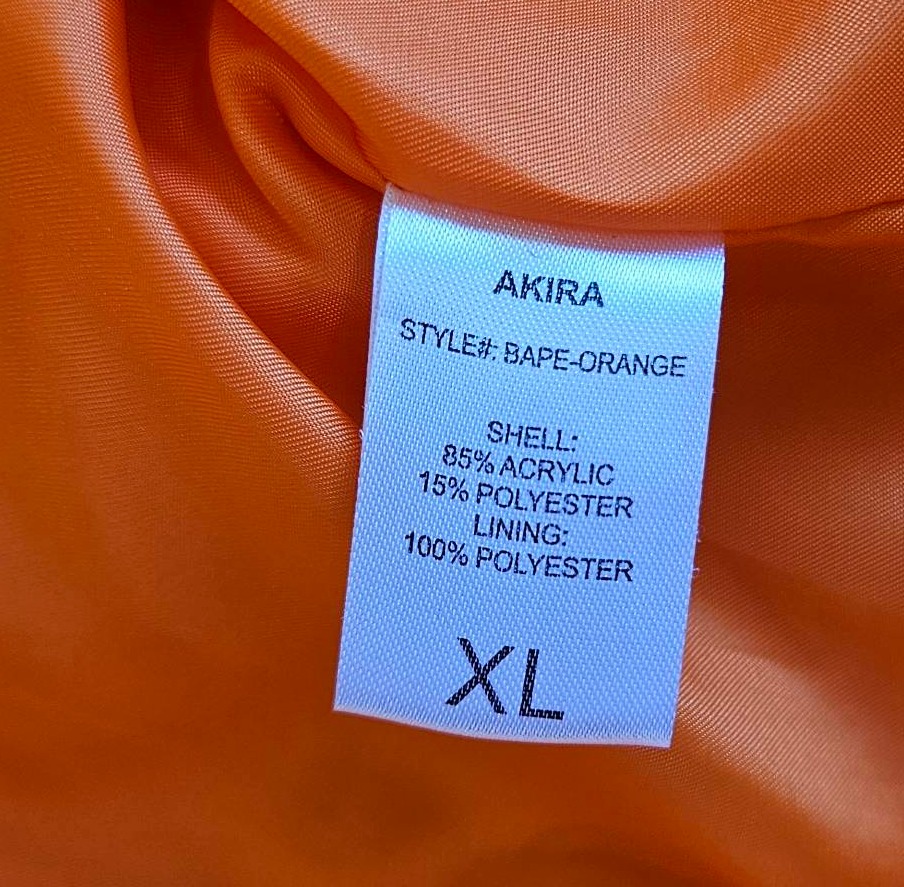 AKIRA
STYLE#: BAPE-ORANGE
SHELL:
85% ACRYLIC
15% POLYESTER
LINING:
100% POLYESTER
XL